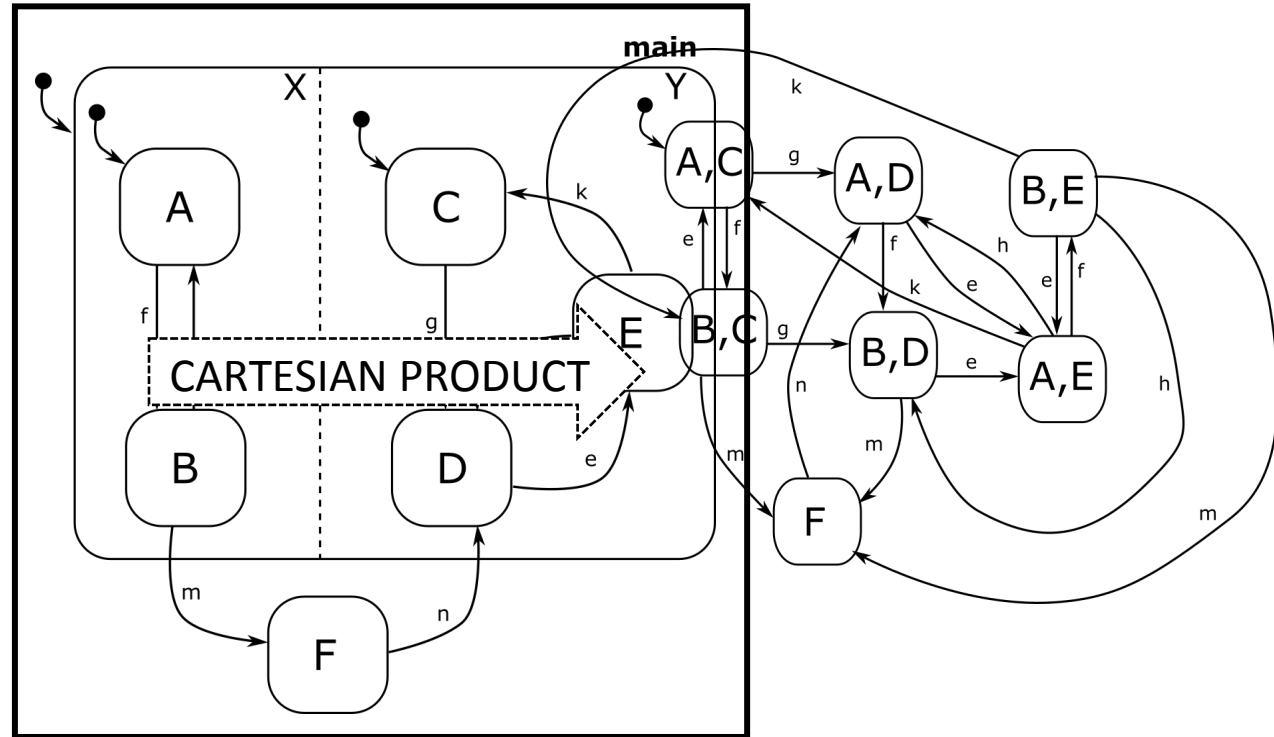 main
X
Y
k
A
C
A,C
g
A,D
B,E
k
e
f
f
h
e
f
k
e
f
g
E
B,C
g
B,D
e
A,E
CARTESIAN PRODUCT
n
h
B
D
e
m
m
F
m
m
n
F